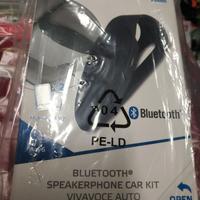 Bluetooth®
04
PE-LD
BLUETOOTH®
SPEAKERPHONE CAR KIT
VIVAVOCE AUTO
OPEN